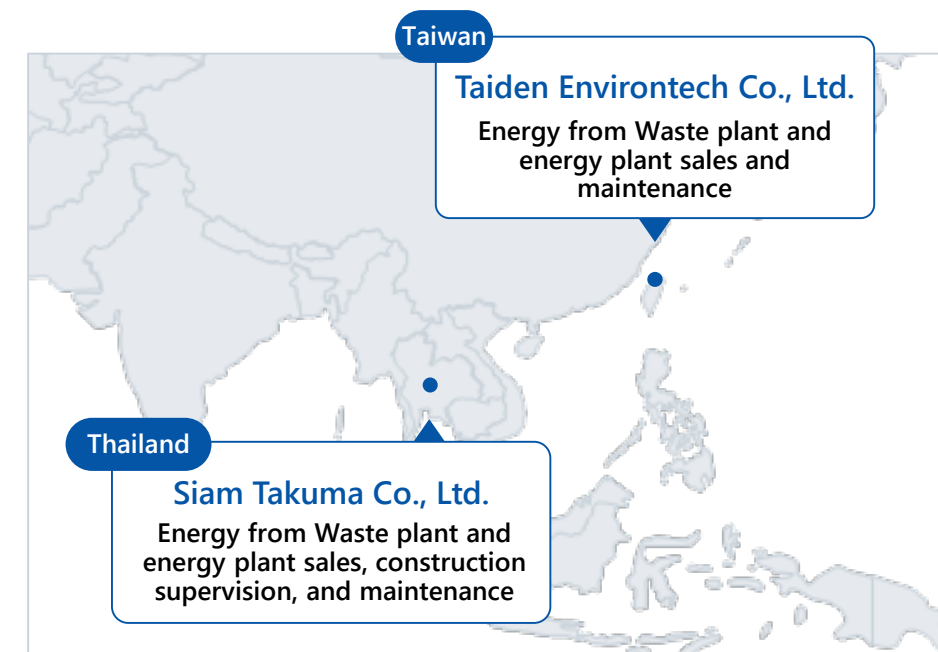 Taiwan
Taiden Environtech Co., Ltd.
Energy from Waste plant and
energy plant sales and
maintenance
Thailand
Siam Takuma Co., Ltd.
Energy from Waste plant and
energy plant sales, construction
supervision, and maintenance